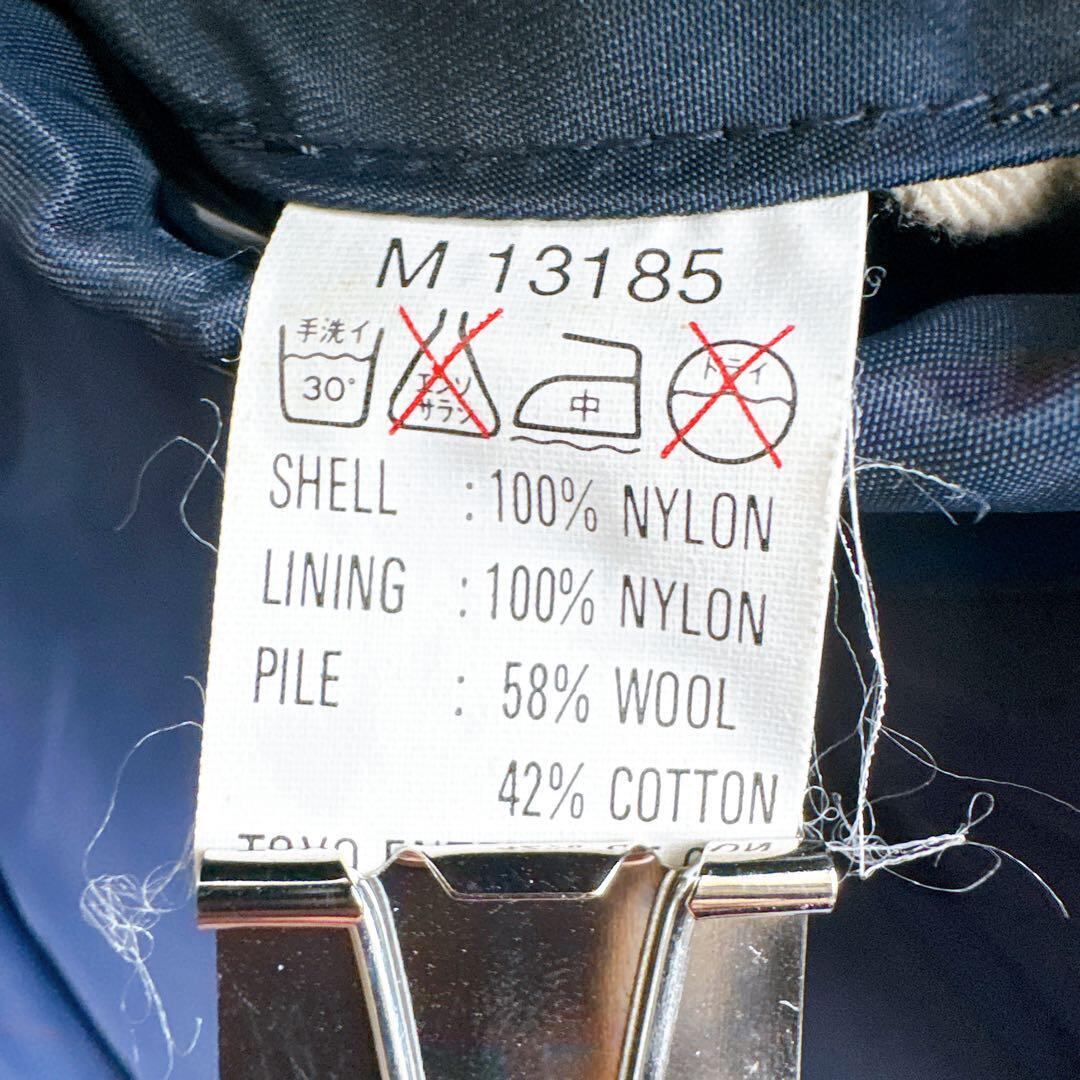 M 13185
手洗イ
30°
エンソ
サラシ
中
ドライ
SHELL : 100% NYLON
LINING : 100% NYLON
PILE : 58% WOOL
42% COTTON
TOYO